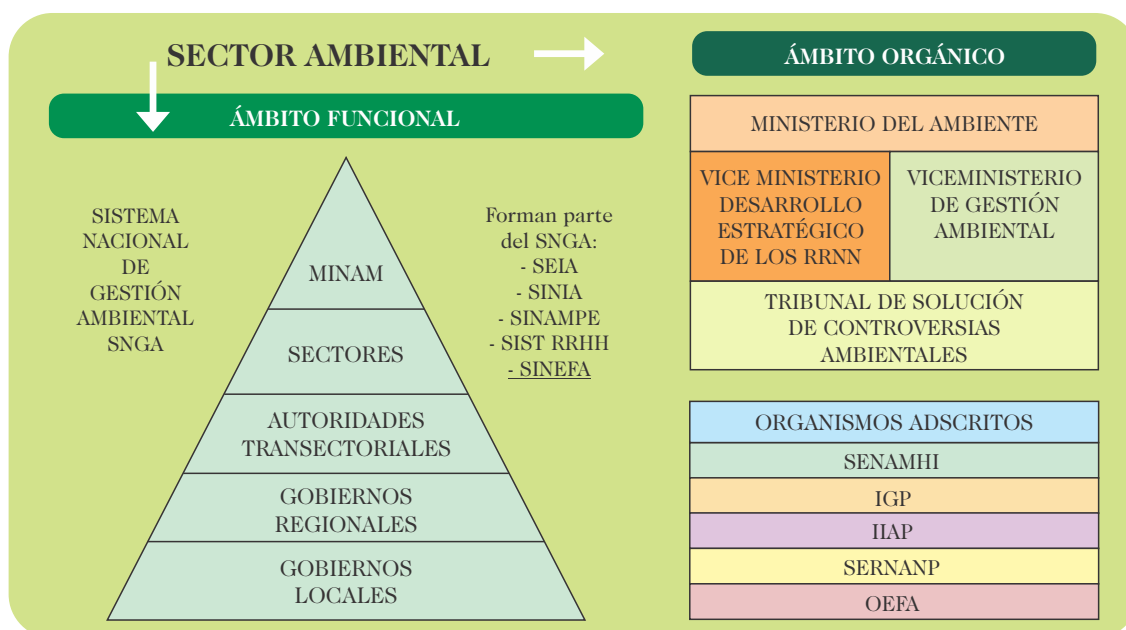 SECTOR AMBIENTAL
ÁMBITO FUNCIONAL
SISTEMA
NACIONAL
DE
GESTIÓN
AMBIENTAL
SNGA
MINAM
SECTORES
AUTORIDADES
TRANSECTORIALES
GOBIERNOS
REGIONALES
GOBIERNOS
LOCALES
Forman parte
del SNGA:
- SEIA
- SINIA
- SINAMPE
- SIST RRHH
- SINEFA
ÁMBITO ORGÁNICO
MINISTERIO DEL AMBIENTE
VICE MINISTERIO
DESARROLLO
ESTRATÉGICO
DE LOS RRNN
VICEMINISTERIO
DE GESTIÓN
AMBIENTAL
TRIBUNAL DE SOLUCIÓN
DE CONTROVERSIAS
AMBIENTALES
ORGANISMOS ADSCRITOS
SENAMHI
IGP
IIAP
SERNANP
OEFA